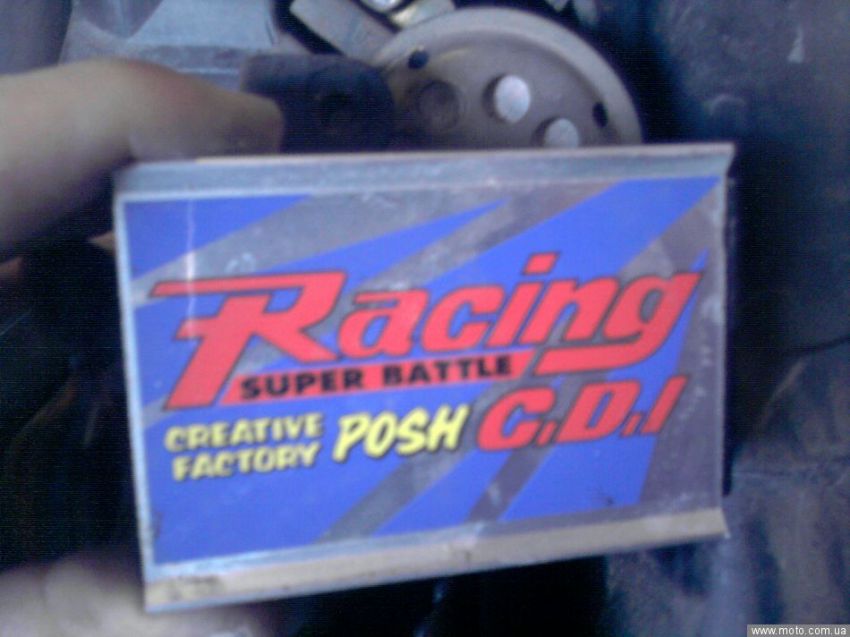 Racing
SUPER BATTLE
CREATIVE FACTORY POSH C.D.I
www.moto.com.ua